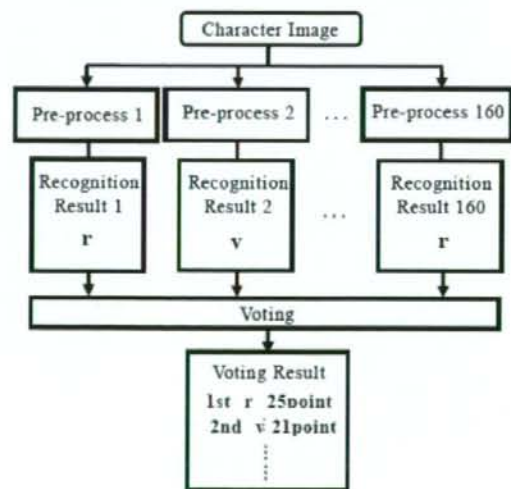 Character Image
Pre-process 1 Pre-process 2 ... Pre-process 160
Recognition Result 1 r
Recognition Result 2 v
...
Recognition Result 160 r
Voting
Voting Result
1st r 25point
2nd v 21point